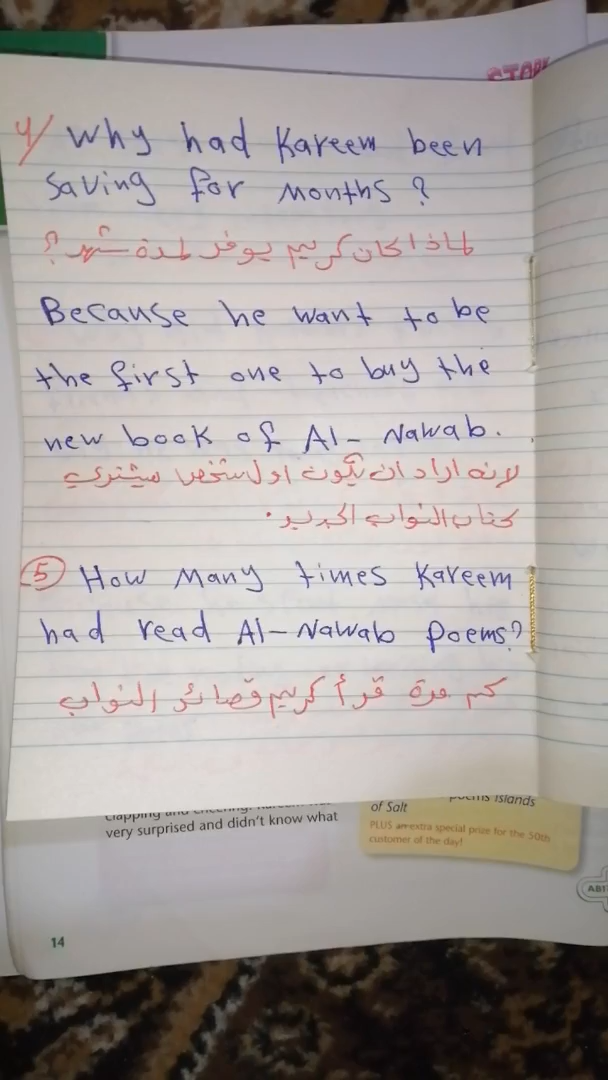 4/ Why had Kareem been
saving for months ?
لماذا كان كريم يوفر لمدة شهر ؟
Because he want to be
the first one to buy the
new book of Al- Nawab.
لانه اراد ان يكون اول شخص ميشتري
كتاب النواب الجديد .
5 How many times Kareem
had read Al-Nawab Poems?
كم مرة قرأ كريم قصائد النواب
very surprised and didn't know what
poems Islands
of Salt
PLUS an extra special prize for the 50th
customer of the day!
14